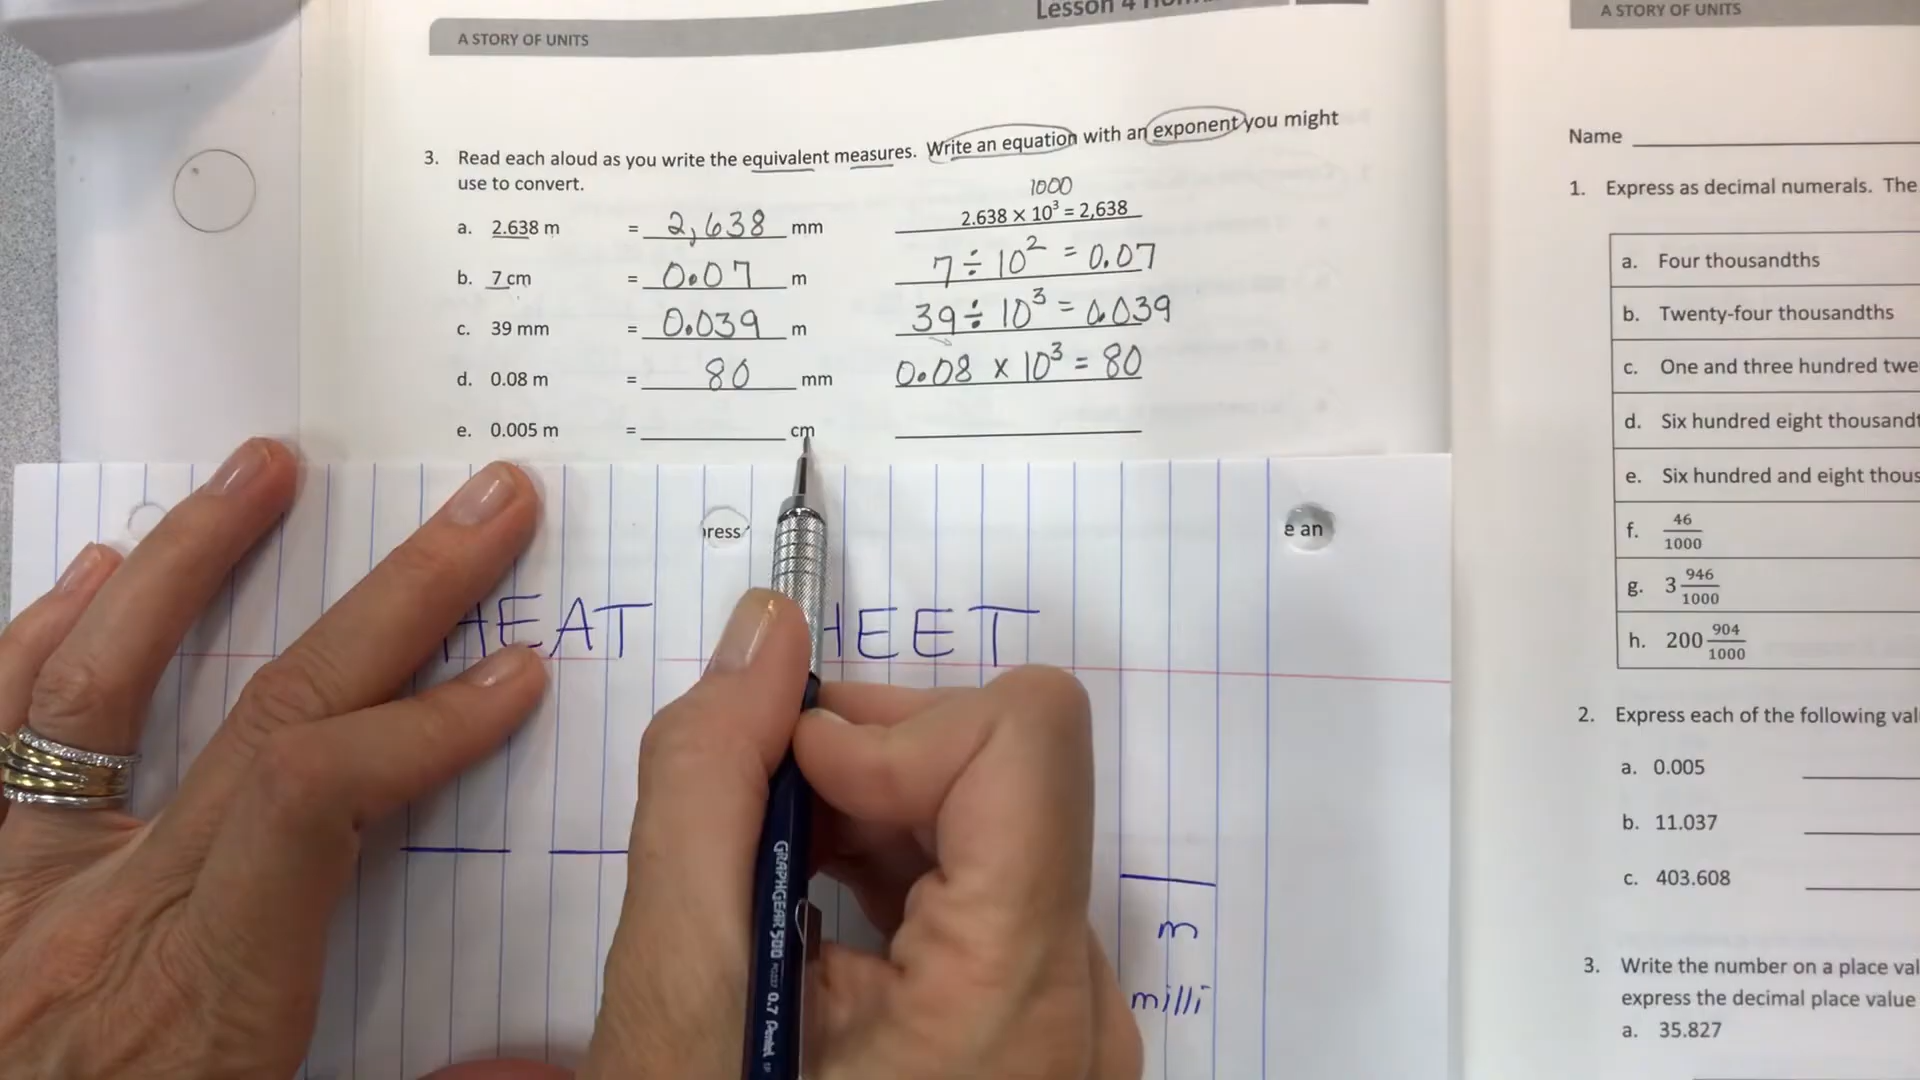 Lesson 4
A STORY OF UNITS
3. Read each aloud as you write the equivalent measures. Write an equation with an exponent you might
use to convert.
1000
a. 2.638 m = 2,638 mm 2.638 × 10³ = 2,638
b. 7 cm = 0.07 m 7 ÷ 10² = 0.07
c. 39 mm = 0.039 m 39 ÷ 10³ = 0.039
d. 0.08 m = 80 mm 0.08 × 10³ = 80
e. 0.005 m = cm
ress
e an
HEAT HEET
m
milli
GRAPHGEAR 500 0.7 Pentel
A STORY OF UNITS
Name
1. Express as decimal numerals. The
a. Four thousandths
b. Twenty-four thousandths
c. One and three hundred twe
d. Six hundred eight thousandt
e. Six hundred and eight thous
f. 46/1000
g. 3 946/1000
h. 200 904/1000
2. Express each of the following val
a. 0.005
b. 11.037
c. 403.608
3. Write the number on a place val
express the decimal place value
a. 35.827